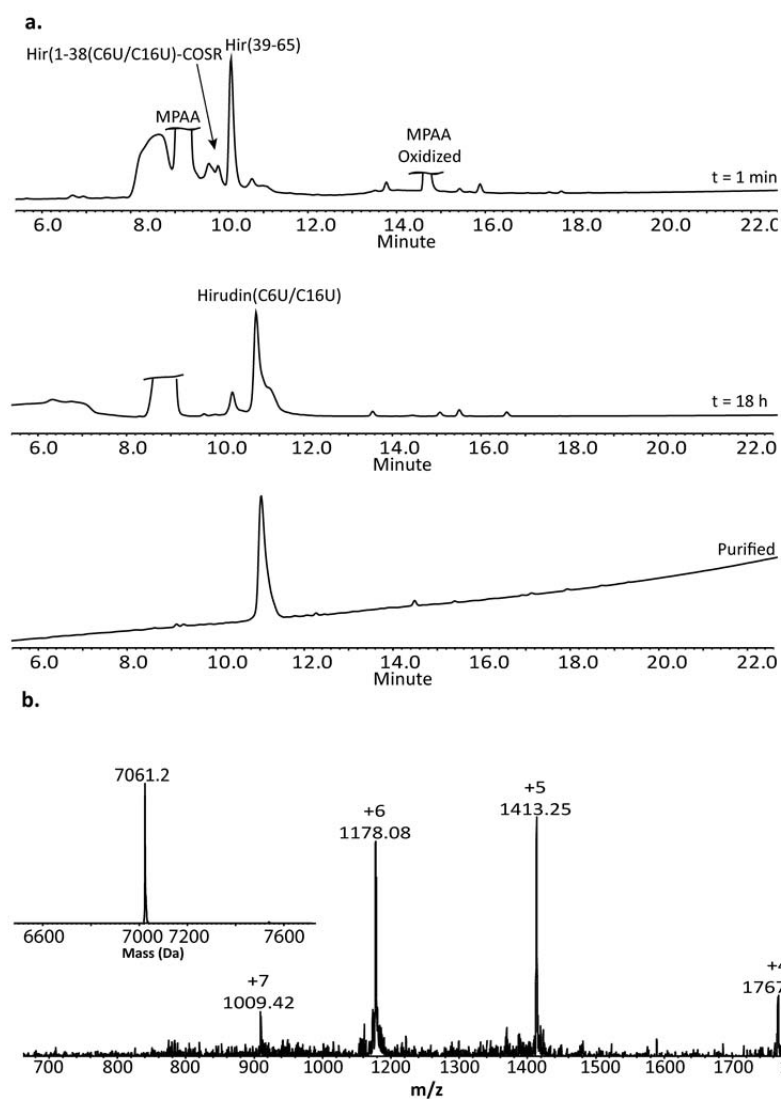 a.
Hir(1-38(C6U/C16U)-COSR
Hir(39-65)
MPAA
MPAA
Oxidized
t = 1 min
6.0 8.0 10.0 12.0 14.0 16.0 18.0 20.0 22.0
Minute
Hirudin(C6U/C16U)
t = 18 h
6.0 8.0 10.0 12.0 14.0 16.0 18.0 20.0 22.0
Minute
Purified
6.0 8.0 10.0 12.0 14.0 16.0 18.0 20.0 22.0
Minute
b.
7061.2
+6
1178.08
+5
1413.25
6600 7000 7200 7600
Mass (Da)
+7
1009.42
+4
1767
700 800 900 1000 1100 1200 1300 1400 1500 1600 1700
m/z